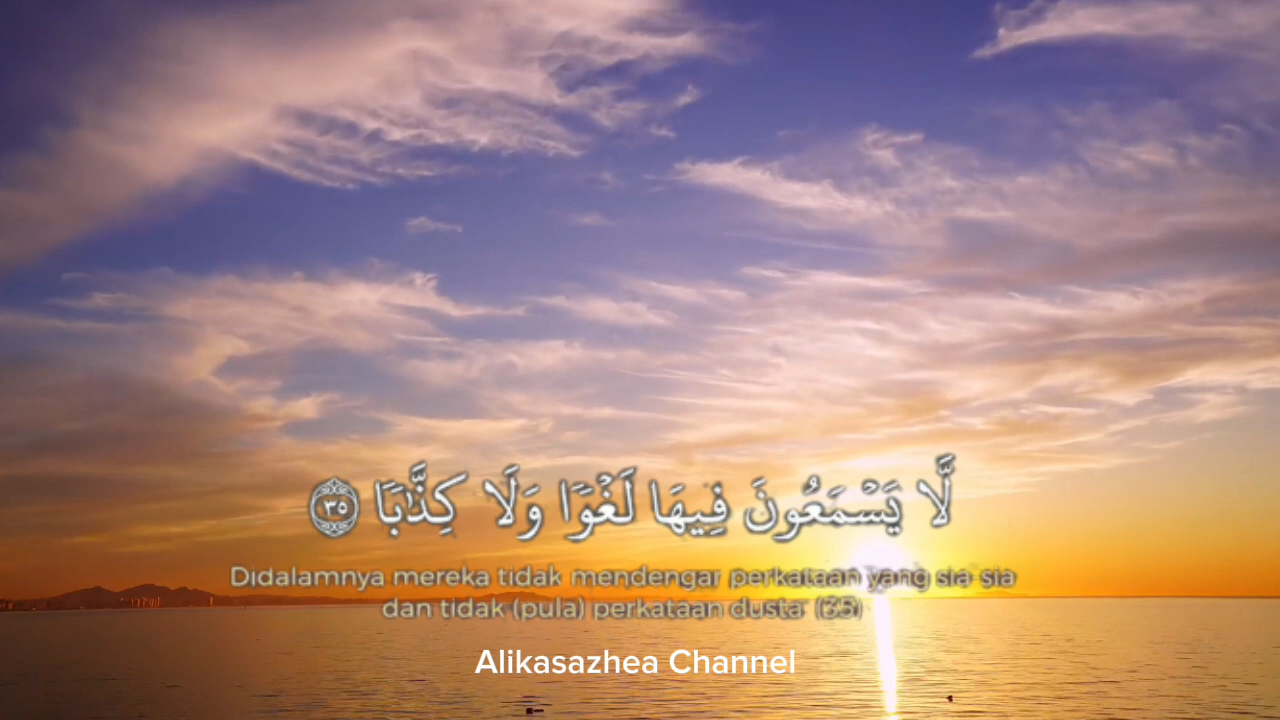 لَّا يَسْمَعُونَ فِيهَا لَغْوًا وَلَا كِذَّٰبًا ٣٥
Didalamnya mereka tidak mendengar perkataan yang sia-sia
dan tidak (pula) perkataan dusta (35)
Alikasazhea Channel